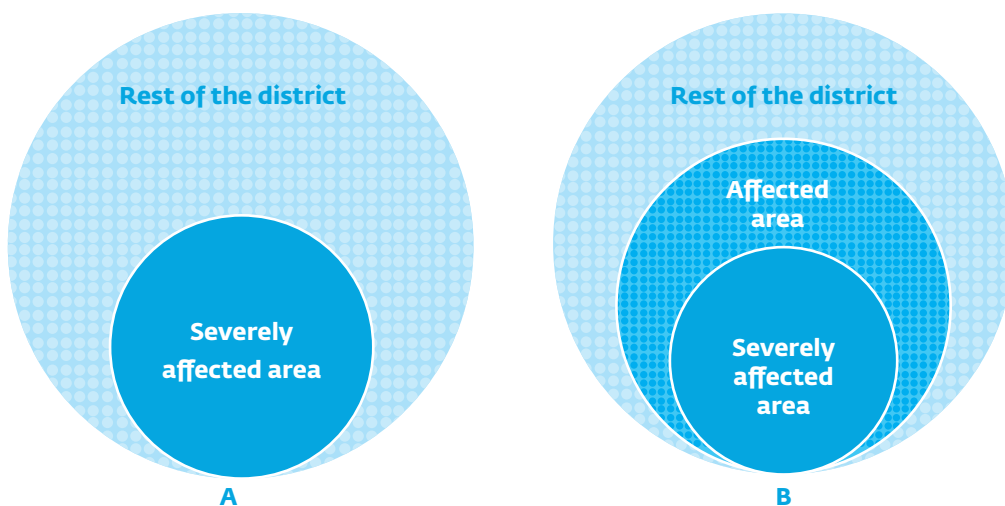 Rest of the district
Severely
affected area
A
Rest of the district
Affected
area
Severely
affected
area
B